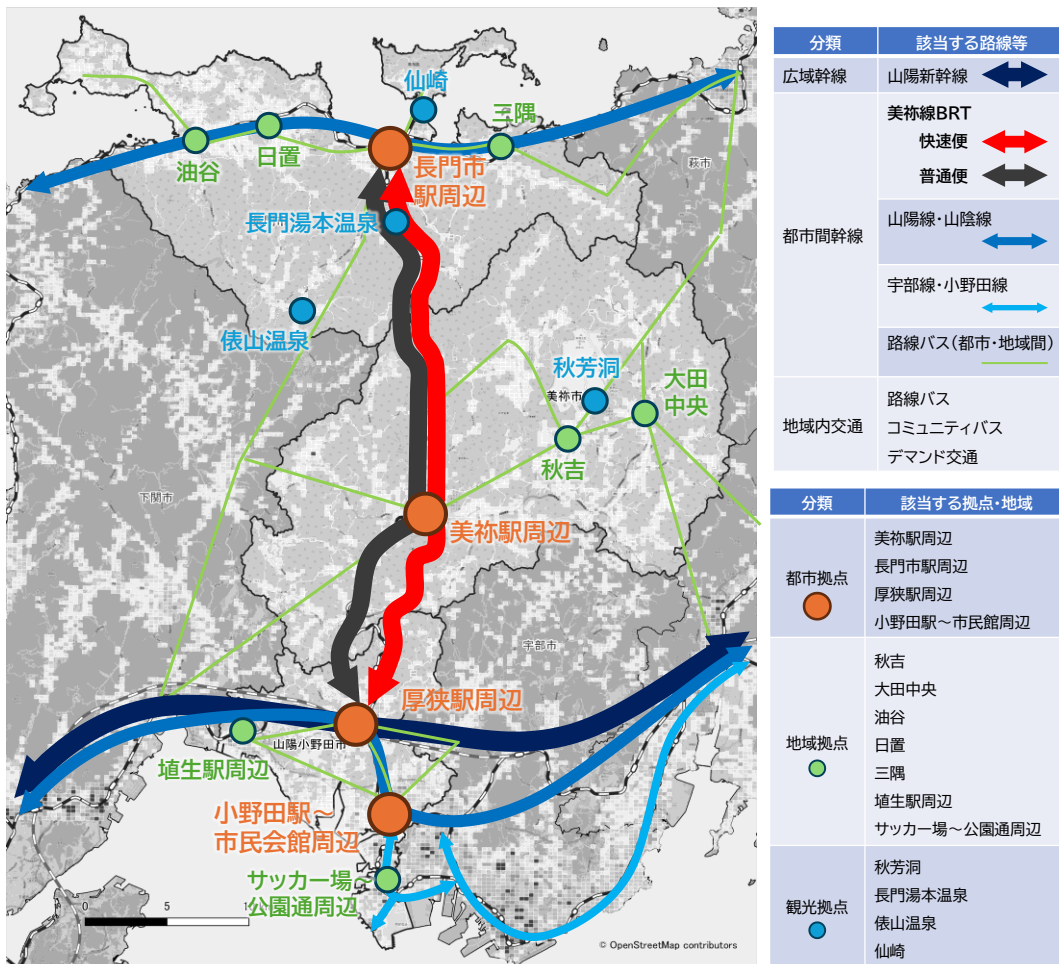 仙崎
三隅
日置
油谷
長門市
駅周辺
萩市
長門湯本温泉
俵山温泉
秋芳洞
美祢市
大田
中央
秋吉
下関市
美祢駅周辺
宇部市
厚狭駅周辺
山陽小野田市
埴生駅周辺
小野田駅~
市民会館周辺
サッカー場~
公園通周辺
0 5 1
© OpenStreetMap contributors
分類 該当する路線等
広域幹線 山陽新幹線
都市間幹線
美祢線BRT
快速便
普通便
山陽線・山陰線
宇部線・小野田線
路線バス(都市・地域間)
地域内交通
路線バス
コミュニティバス
デマンド交通
分類 該当する拠点・地域
都市拠点
美祢駅周辺
長門市駅周辺
厚狭駅周辺
小野田駅~市民館周辺
地域拠点
秋吉
大田中央
油谷
日置
三隅
埴生駅周辺
サッカー場~公園通周辺
観光拠点
秋芳洞
長門湯本温泉
俵山温泉
仙崎